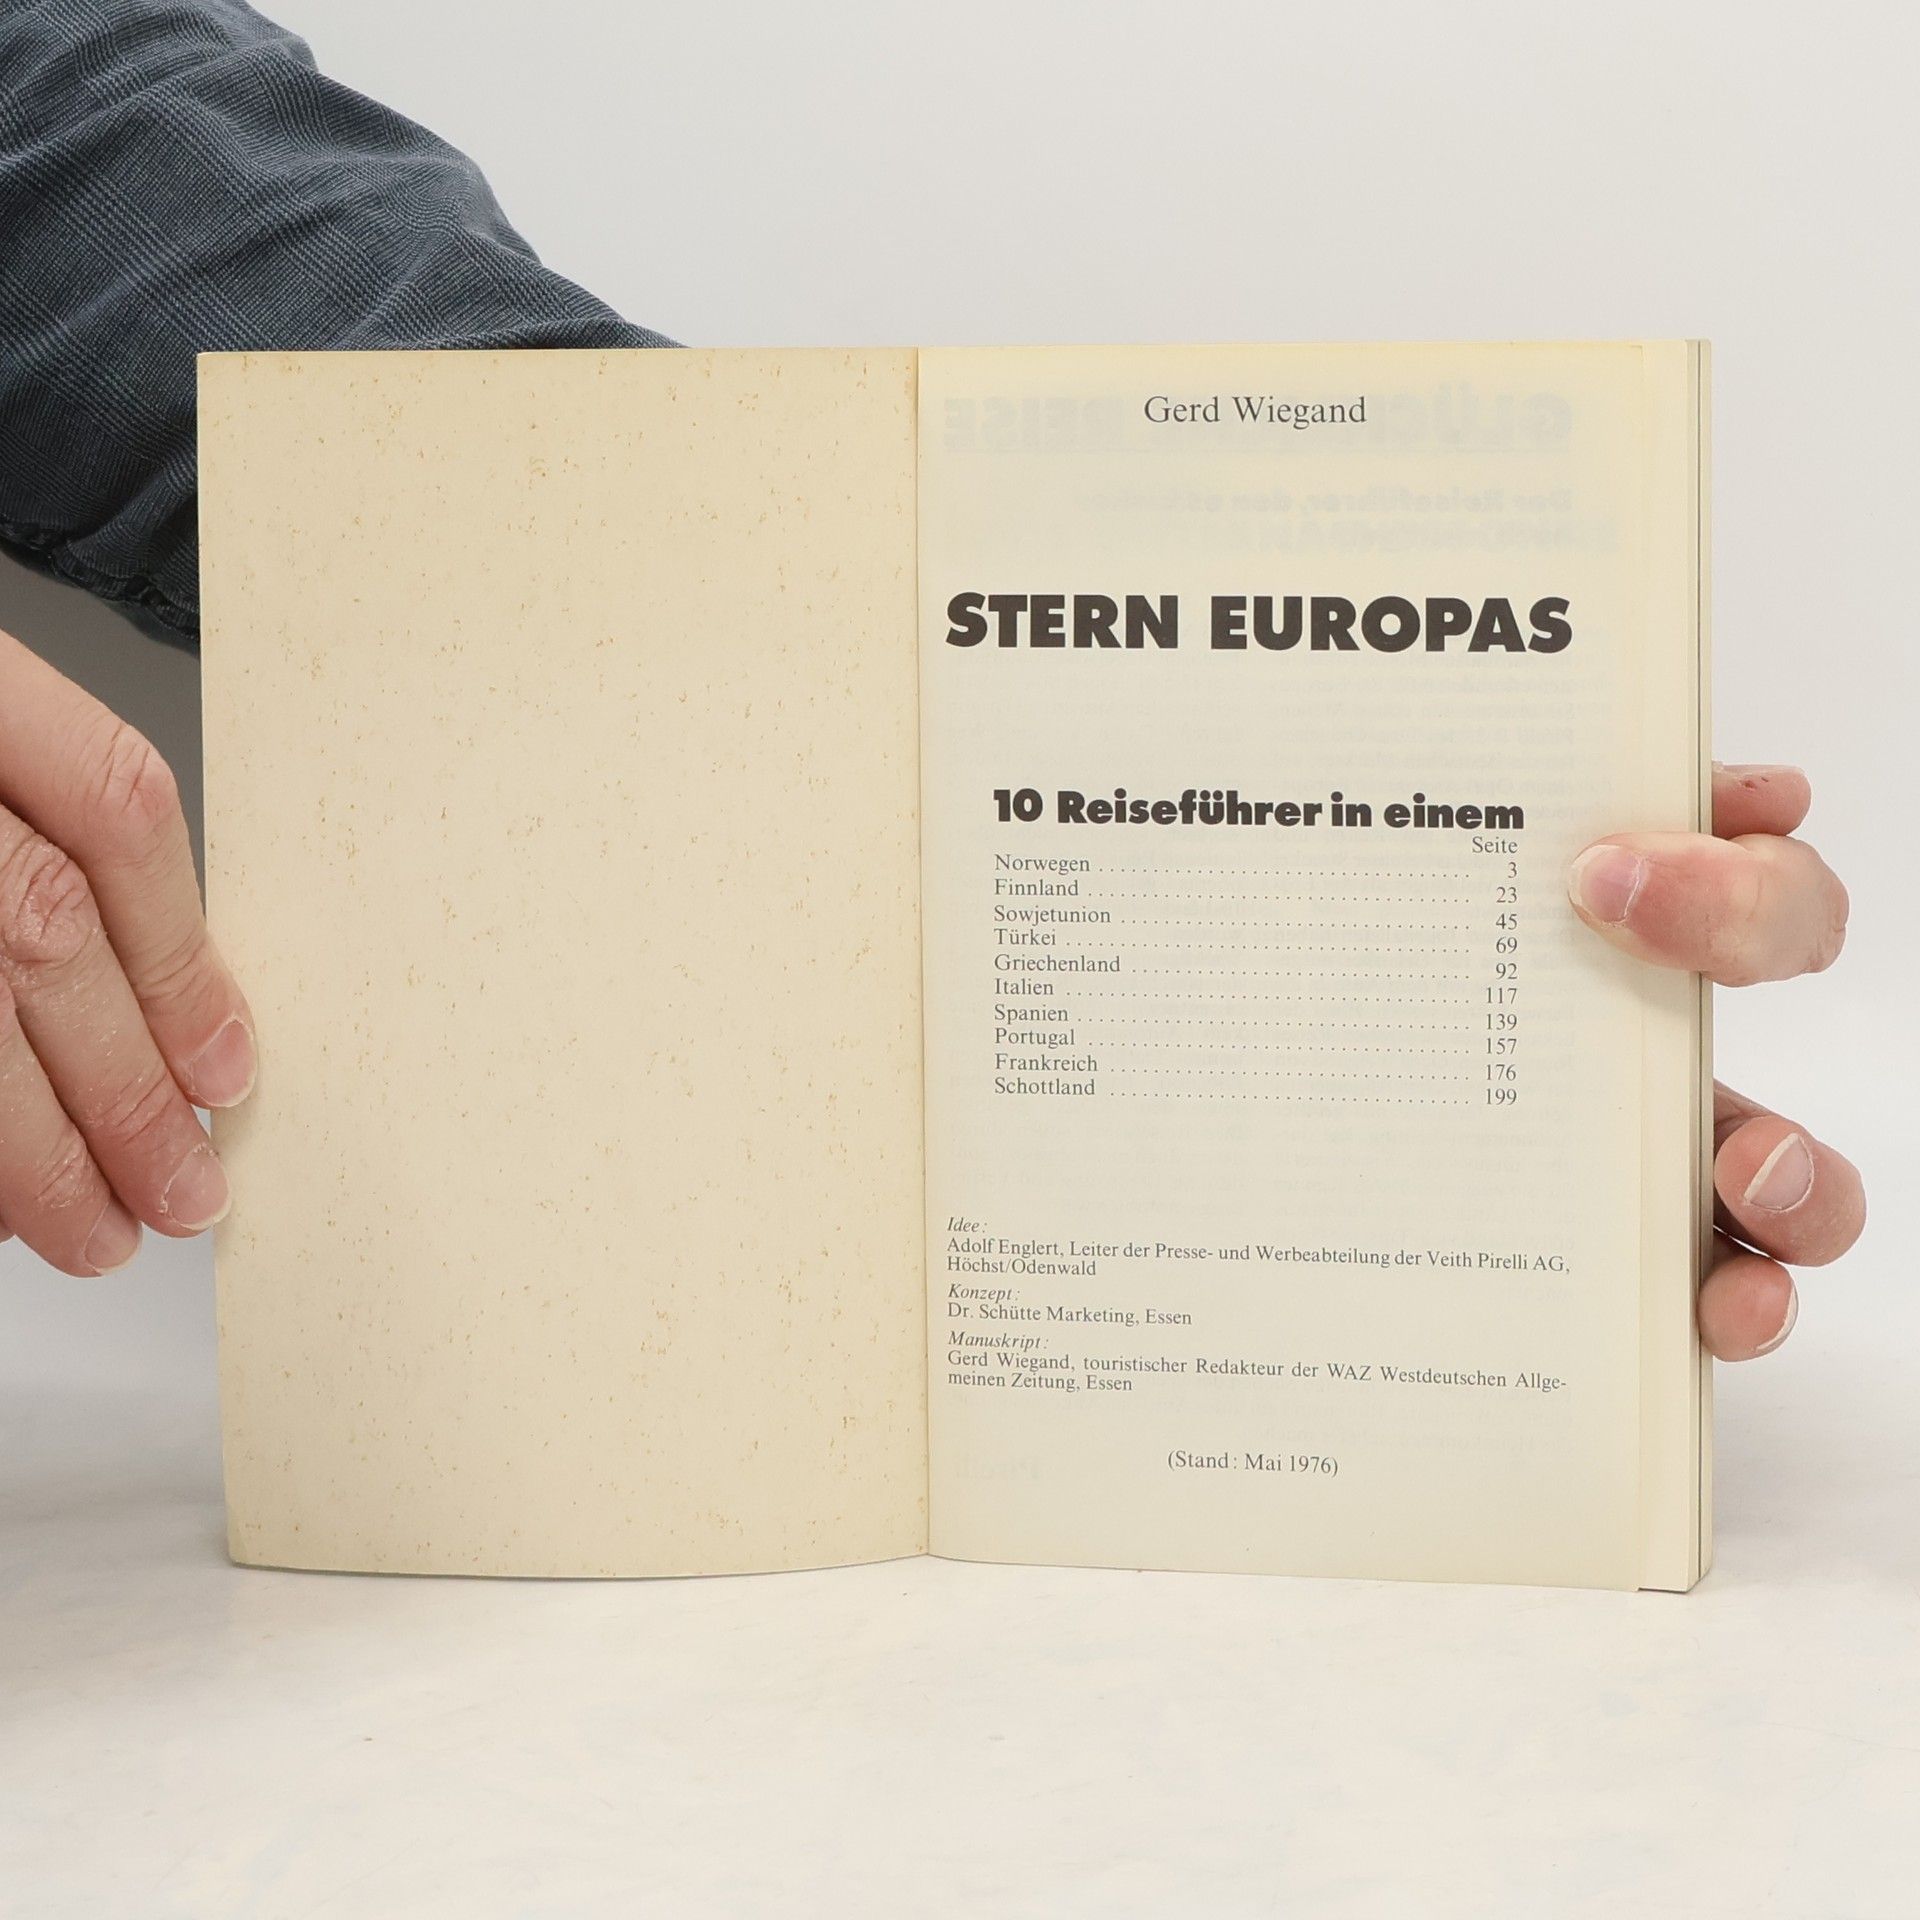 Gerd Wiegand
STERN EUROPAS
10 Reiseführer in einem
Seite
Norwegen . . . . . . . . . . . . . . . . . . . . . . . . . . . . . . . . . . 3
Finnland . . . . . . . . . . . . . . . . . . . . . . . . . . . . . . . . . . . 23
Sowjetunion . . . . . . . . . . . . . . . . . . . . . . . . . . . . . . . . 45
Türkei . . . . . . . . . . . . . . . . . . . . . . . . . . . . . . . . . . . . . 69
Griechenland . . . . . . . . . . . . . . . . . . . . . . . . . . . . . . . 92
Italien . . . . . . . . . . . . . . . . . . . . . . . . . . . . . . . . . . . . . 117
Spanien . . . . . . . . . . . . . . . . . . . . . . . . . . . . . . . . . . . . 139
Portugal . . . . . . . . . . . . . . . . . . . . . . . . . . . . . . . . . . . 157
Frankreich . . . . . . . . . . . . . . . . . . . . . . . . . . . . . . . . . 176
Schottland . . . . . . . . . . . . . . . . . . . . . . . . . . . . . . . . . 199
Idee:
Adolf Englert, Leiter der Presse- und Werbeabteilung der Veith Pirelli AG,
Höchst/Odenwald
Konzept:
Dr. Schütte Marketing, Essen
Manuskript:
Gerd Wiegand, touristischer Redakteur der WAZ Westdeutschen Allge-
meinen Zeitung, Essen
(Stand: Mai 1976)